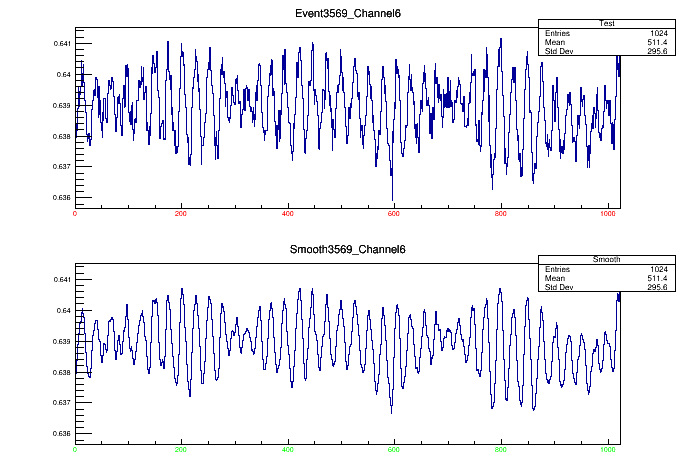 Event3569_Channel6
Test
Entries 1024
Mean 511.4
Std Dev 295.6
0.641
0.64
0.639
0.638
0.637
0.636
0 200 400 600 800 1000
Smooth3569_Channel6
Smooth
Entries 1024
Mean 511.4
Std Dev 295.6
0.641
0.64
0.639
0.638
0.637
0.636
0 200 400 600 800 1000